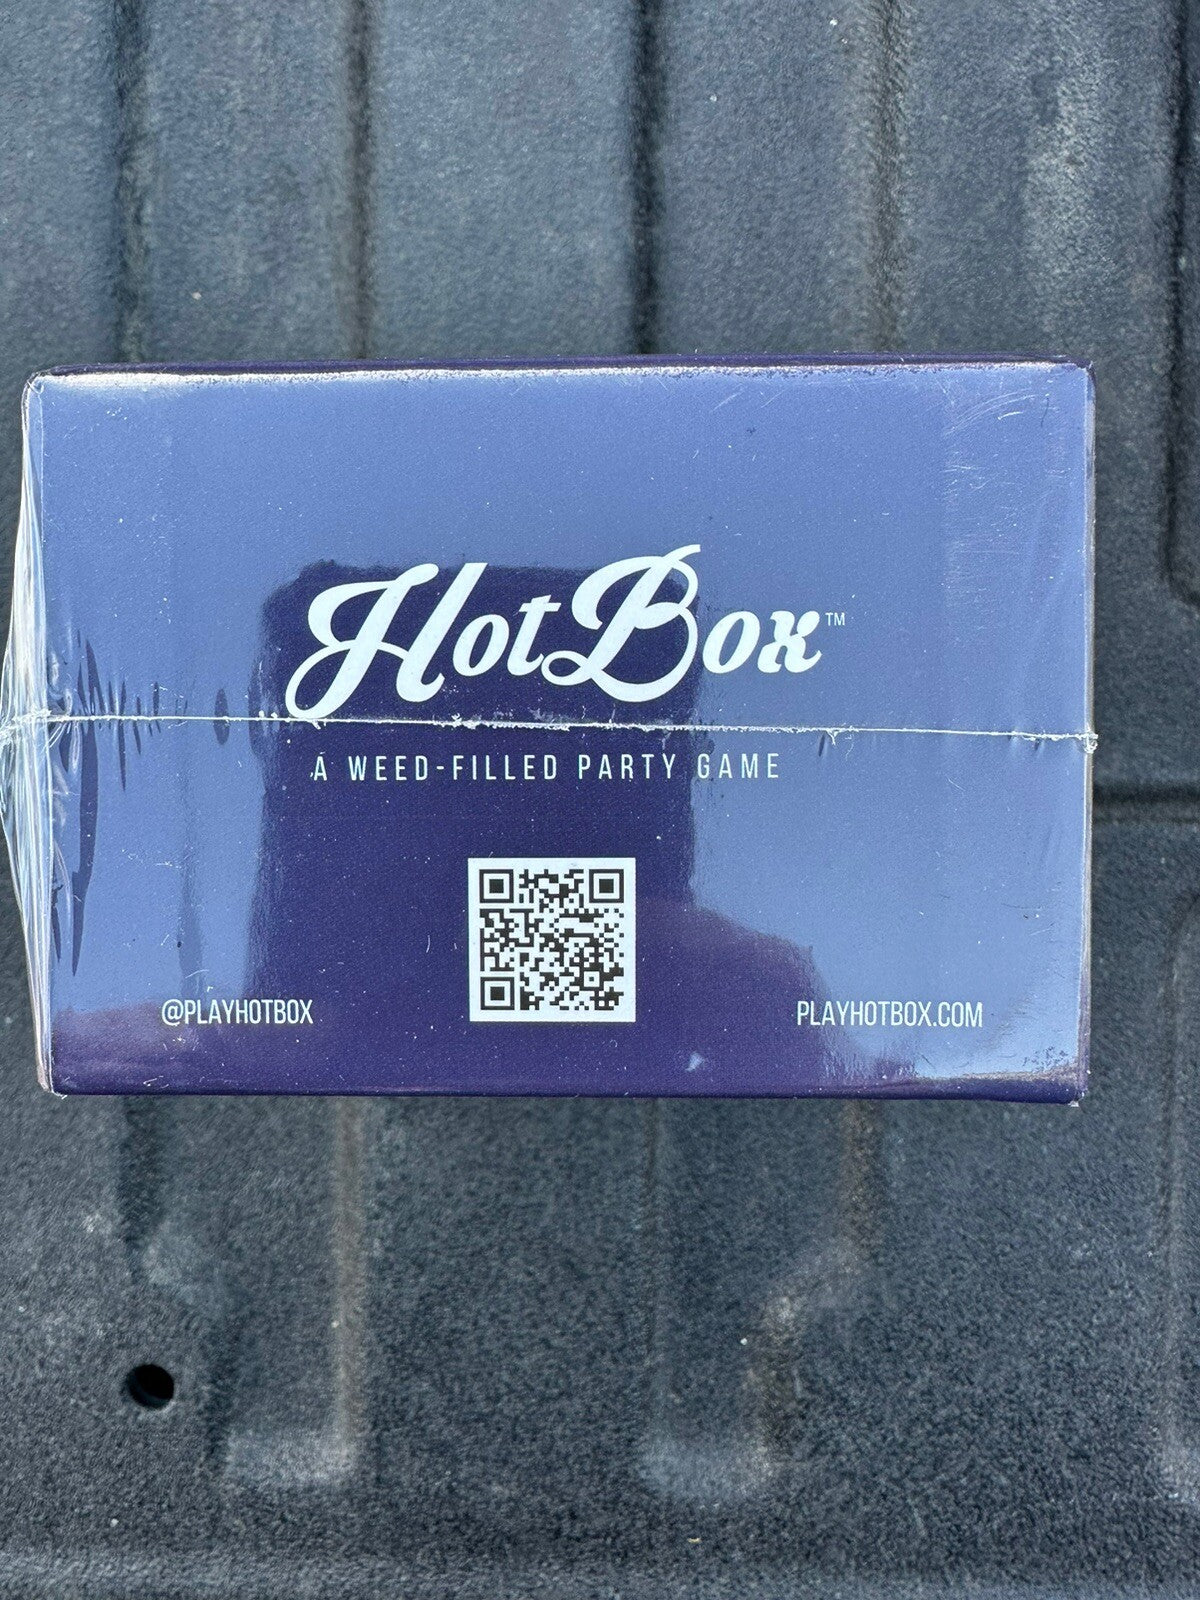 HotBox™
A WEED-FILLED PARTY GAME
@PLAYHOTBOX
PLAYHOTBOX.COM